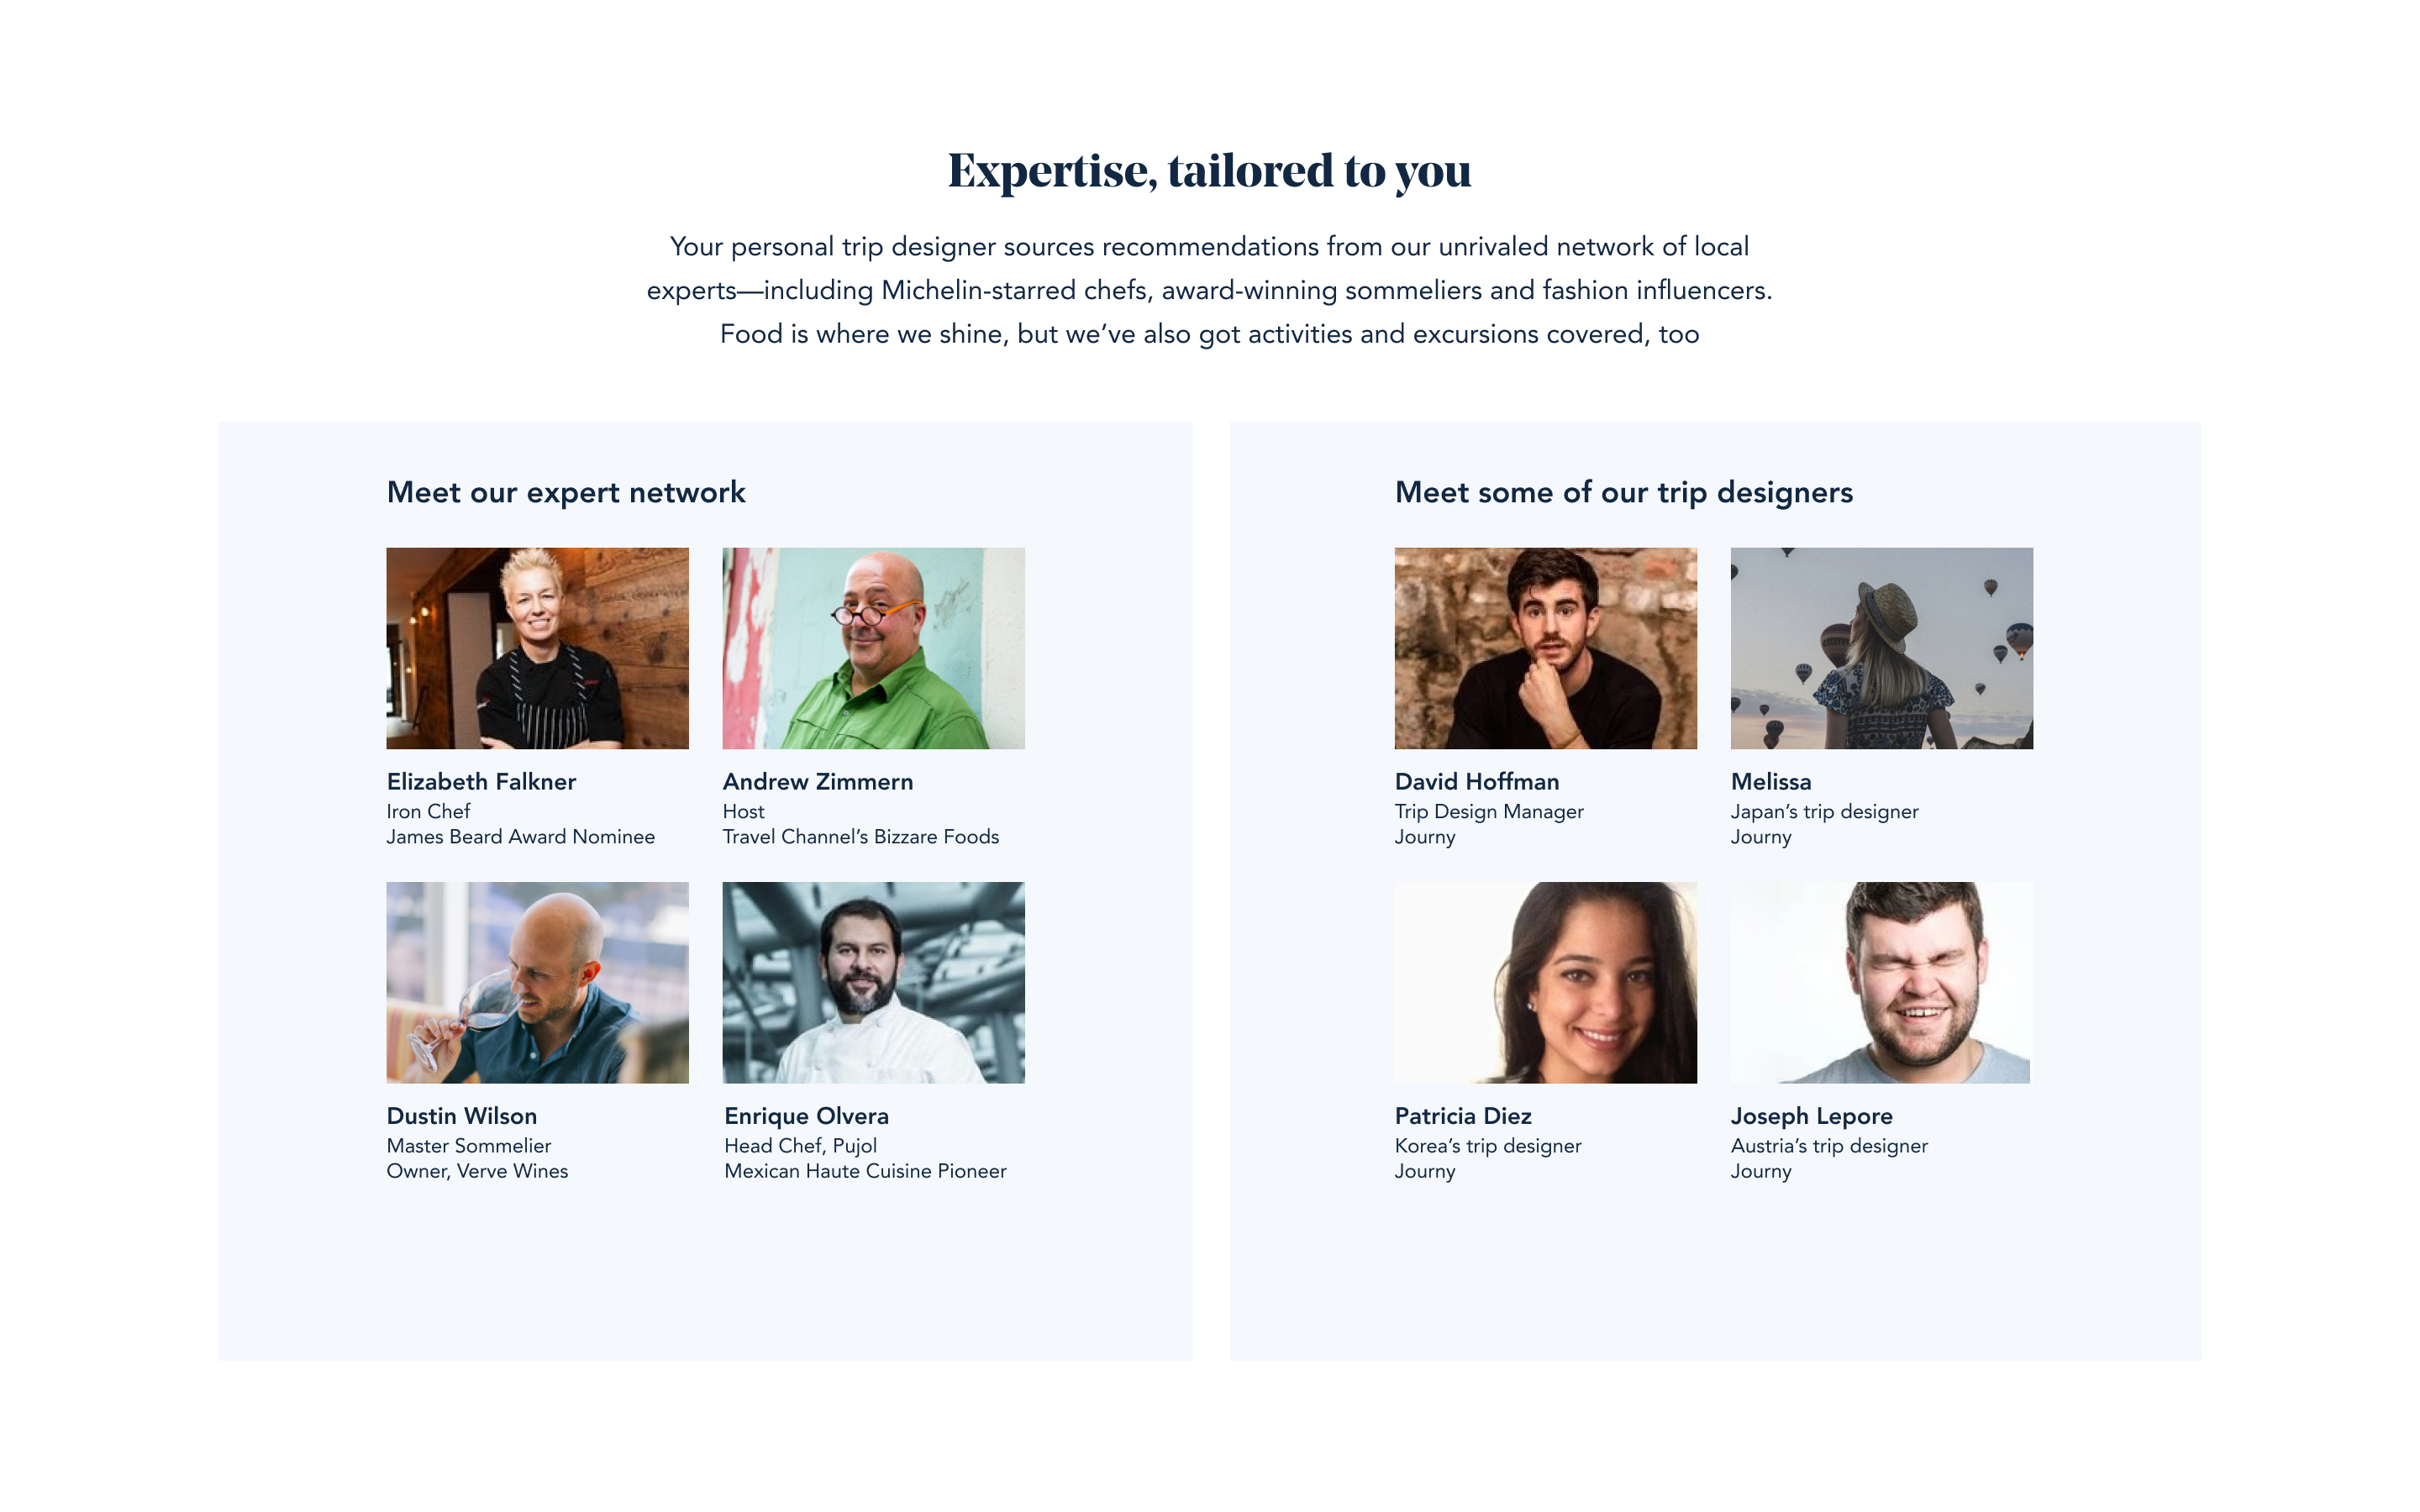 Expertise, tailored to you
Your personal trip designer sources recommendations from our unrivaled network of local
experts—including Michelin-starred chefs, award-winning sommeliers and fashion influencers.
Food is where we shine, but we’ve also got activities and excursions covered, too
Meet our expert network
Elizabeth Falkner
Iron Chef
James Beard Award Nominee
Andrew Zimmern
Host
Travel Channel’s Bizzare Foods
Dustin Wilson
Master Sommelier
Owner, Verve Wines
Enrique Olvera
Head Chef, Pujol
Mexican Haute Cuisine Pioneer
Meet some of our trip designers
David Hoffman
Trip Design Manager
Journy
Melissa
Japan’s trip designer
Journy
Patricia Diez
Korea’s trip designer
Journy
Joseph Lepore
Austria’s trip designer
Journy